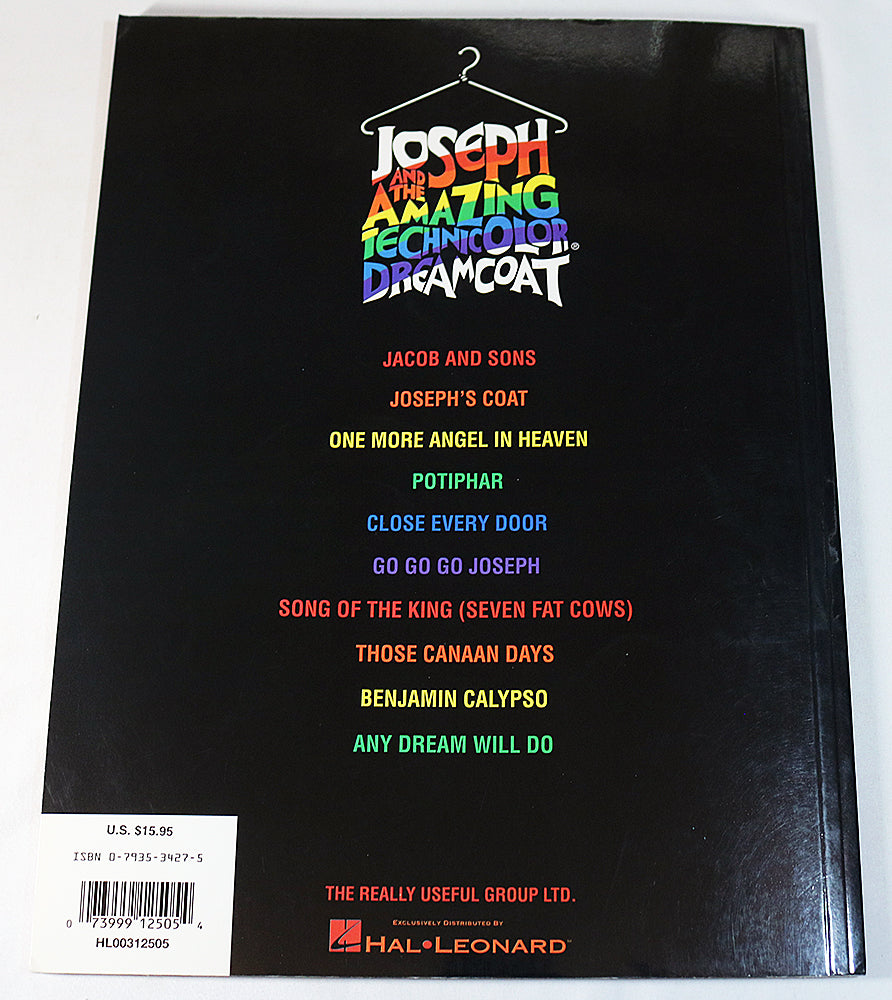 JOSEPH
AND
THE
AMAZING
TECHNICOLOR®
DREAMCOAT
JACOB AND SONS
JOSEPH'S COAT
ONE MORE ANGEL IN HEAVEN
POTIPHAR
CLOSE EVERY DOOR
GO GO GO JOSEPH
SONG OF THE KING (SEVEN FAT COWS)
THOSE CANAAN DAYS
BENJAMIN CALYPSO
ANY DREAM WILL DO
U.S. $15.95
ISBN 0-7935-3427-5
0 73999 12505 4
HL00312505
THE REALLY USEFUL GROUP LTD.
EXCLUSIVELY DISTRIBUTED BY
HAL•LEONARD™